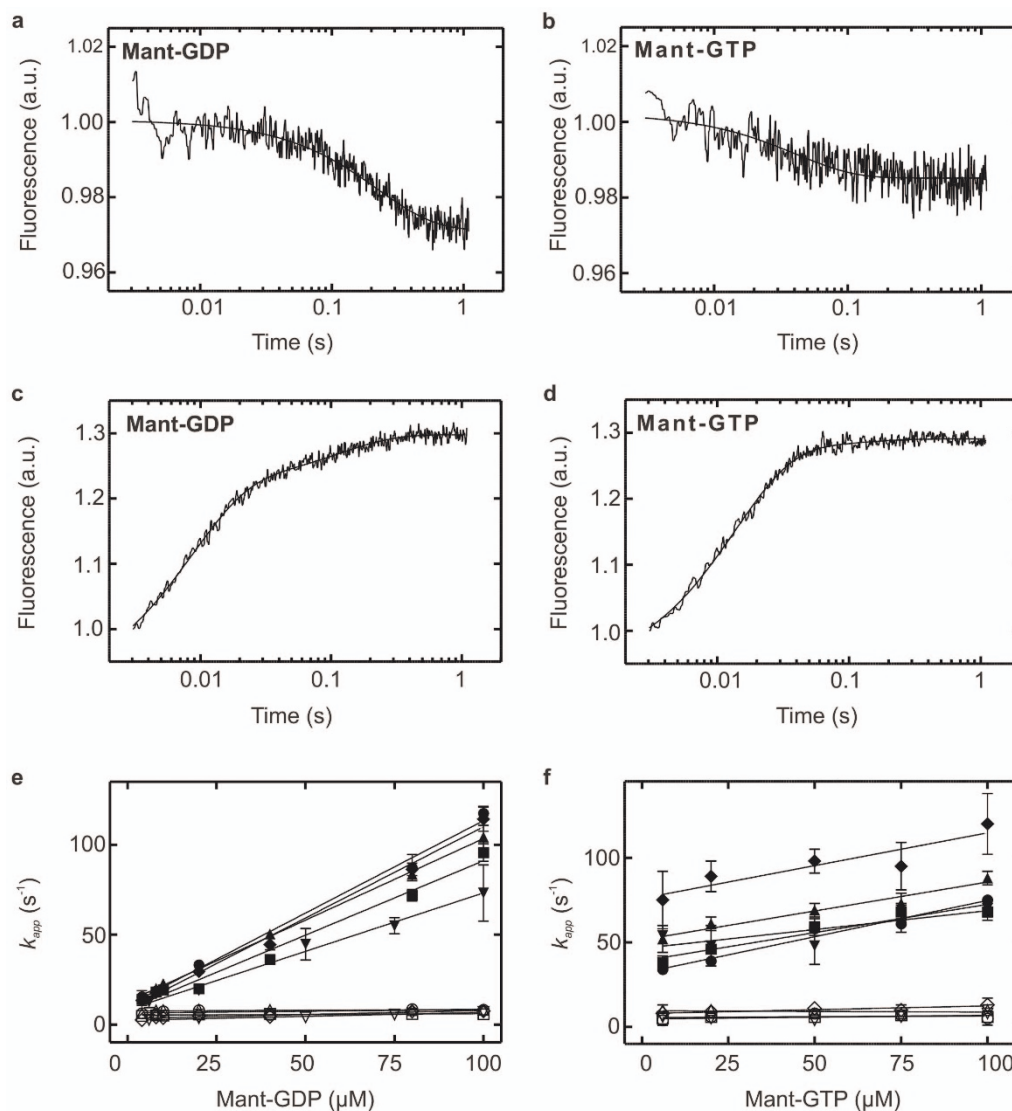 a
b
Mant-GDP
Mant-GTP
Fluorescence (a.u.)
1.02
1.00
0.98
0.96
0.01
0.1
1
Time (s)
Fluorescence (a.u.)
1.02
1.00
0.98
0.96
0.01
0.1
1
Time (s)
c
d
Mant-GDP
Mant-GTP
Fluorescence (a.u.)
1.3
1.2
1.1
1.0
0.01
0.1
1
Time (s)
Fluorescence (a.u.)
1.3
1.2
1.1
1.0
0.01
0.1
1
Time (s)
e
f
k_app (s⁻¹)
100
50
0
0
25
50
75
100
Mant-GDP (µM)
k_app (s⁻¹)
100
50
0
0
25
50
75
100
Mant-GTP (µM)